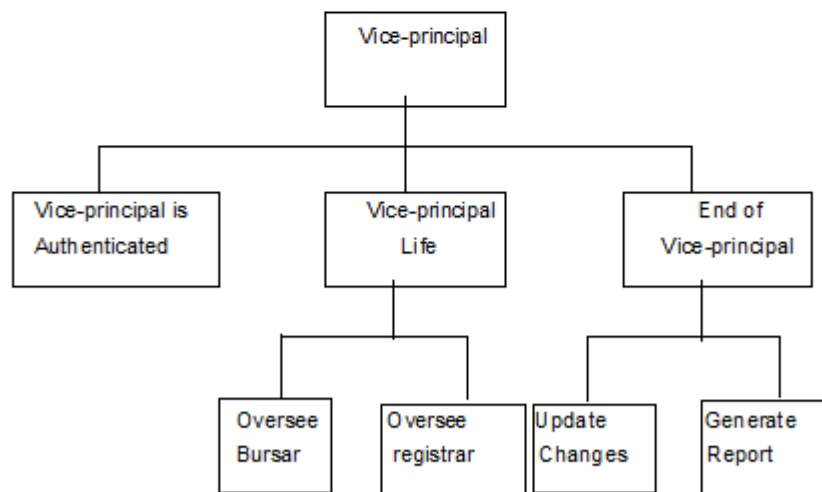 Vice-principal
Vice-principal is
Authenticated
Vice-principal
Life
End of
Vice-principal
Oversee
Bursar
Oversee
registrar
Update
Changes
Generate
Report